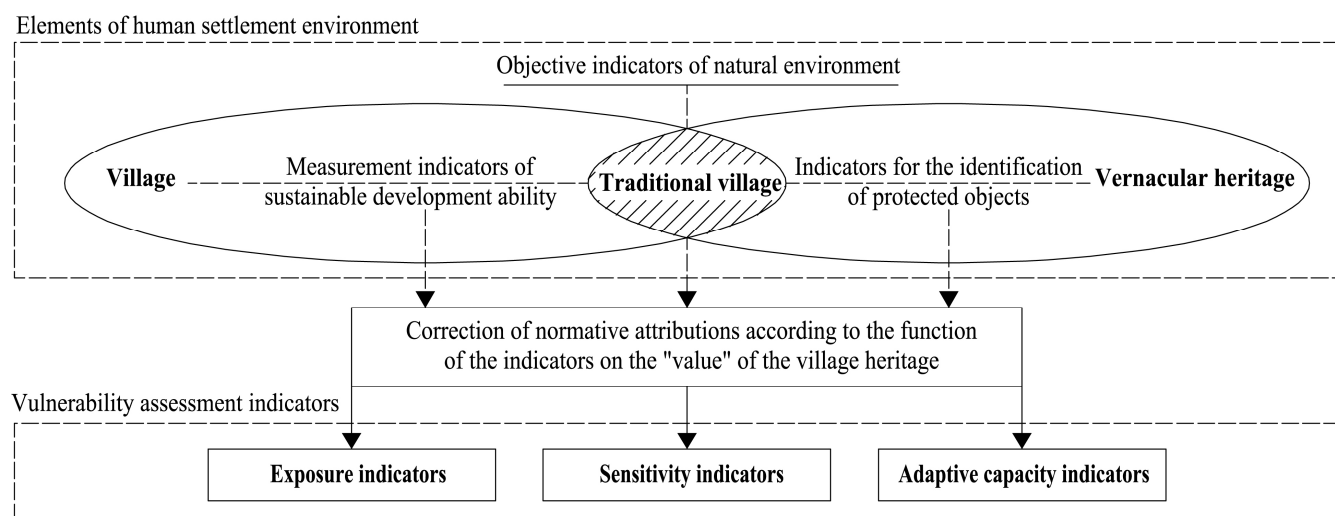 Elements of human settlement environment
Objective indicators of natural environment
Village
Measurement indicators of
sustainable development ability
Traditional village
Indicators for the identification
of protected objects
Vernacular heritage
Correction of normative attributions according to the function
of the indicators on the "value" of the village heritage
Vulnerability assessment indicators
Exposure indicators
Sensitivity indicators
Adaptive capacity indicators